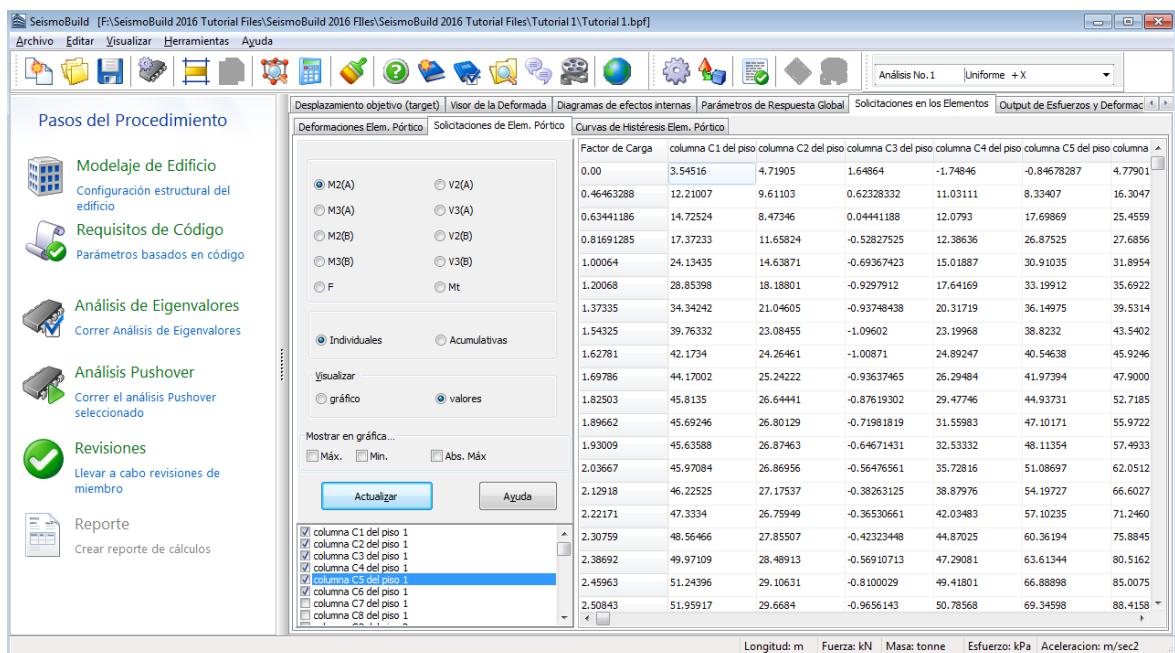 SeismoBuild [F:\SeismoBuild 2016 Tutorial Files\SeismoBuild 2016 FIles\SeismoBuild 2016 Tutorial Files\Tutorial 1\Tutorial 1.bpf]
Archivo Editar Visualizar Herramientas Ayuda
Análisis No. 1 Uniforme +X
Pasos del Procedimiento
Modelaje de Edificio
Configuración estructural del
edificio
Requisitos de Código
Parámetros basados en código
Análisis de Eigenvalores
Correr Análisis de Eigenvalores
Análisis Pushover
Correr el análisis Pushover
seleccionado
Revisiones
Llevar a cabo revisiones de
miembro
Reporte
Crear reporte de cálculos
Desplazamiento objetivo (target) Visor de la Deformada Diagramas de efectos internas Parámetros de Respuesta Global Solicitaciones en los Elementos Output de Esfuerzos y Deformac
Deformaciones Elem. Pórtico Solicitaciones de Elem. Pórtico Curvas de Histéresis Elem. Pórtico
M2(A) V2(A)
M3(A) V3(A)
M2(B) V2(B)
M3(B) V3(B)
F Mt
Individuales Acumulativas
Visualizar
gráfico valores
Mostrar en gráfica...
Máx. Min. Abs. Máx
Actualizar Ayuda
columna C1 del piso 1
columna C2 del piso 1
columna C3 del piso 1
columna C4 del piso 1
columna C5 del piso 1
columna C6 del piso 1
columna C7 del piso 1
columna C8 del piso 1
Factor de Carga columna C1 del piso columna C2 del piso columna C3 del piso columna C4 del piso columna C5 del piso columna
0.00 3.54516 4.71905 1.64864 -1.74846 -0.84678287 4.77901
0.46463288 12.21007 9.61103 0.62328332 11.03111 8.33407 16.3047
0.63441186 14.72524 8.47346 0.04441188 12.0793 17.69869 25.4559
0.81691285 17.37233 11.65824 -0.52827525 12.38636 26.87525 27.6856
1.00064 24.13435 14.63871 -0.69367423 15.01887 30.91035 31.8954
1.20068 28.85398 18.18801 -0.9297912 17.64169 33.19912 35.6922
1.37335 34.34242 21.04605 -0.93748438 20.31719 36.14975 39.5314
1.54325 39.76332 23.08455 -1.09602 23.19968 38.8232 43.5402
1.62781 42.1734 24.26461 -1.00871 24.89247 40.54638 45.9246
1.69786 44.17002 25.24222 -0.93637465 26.29484 41.97394 47.9000
1.82503 45.8135 26.64441 -0.87619302 29.47746 44.93731 52.7185
1.89662 45.69246 26.80129 -0.71981819 31.55983 47.10171 55.9722
1.93009 45.63588 26.87463 -0.64671431 32.53332 48.11354 57.4933
2.03667 45.97084 26.86956 -0.56476561 35.72816 51.08697 62.0512
2.12918 46.22525 27.17537 -0.38263125 38.87976 54.19727 66.6027
2.22171 47.3334 26.75949 -0.36530661 42.03483 57.10235 71.2460
2.30759 48.56466 27.85507 -0.42323448 44.87025 60.36194 75.8845
2.38692 49.97109 28.48913 -0.56910713 47.29081 63.61344 80.5162
2.45963 51.24396 29.10631 -0.8100029 49.41801 66.88898 85.0075
2.50843 51.95917 29.6684 -0.9656143 50.78568 69.34598 88.4158
Longitud: m Fuerza: kN Masa: tonne Esfuerzo: kPa Aceleracion: m/sec2